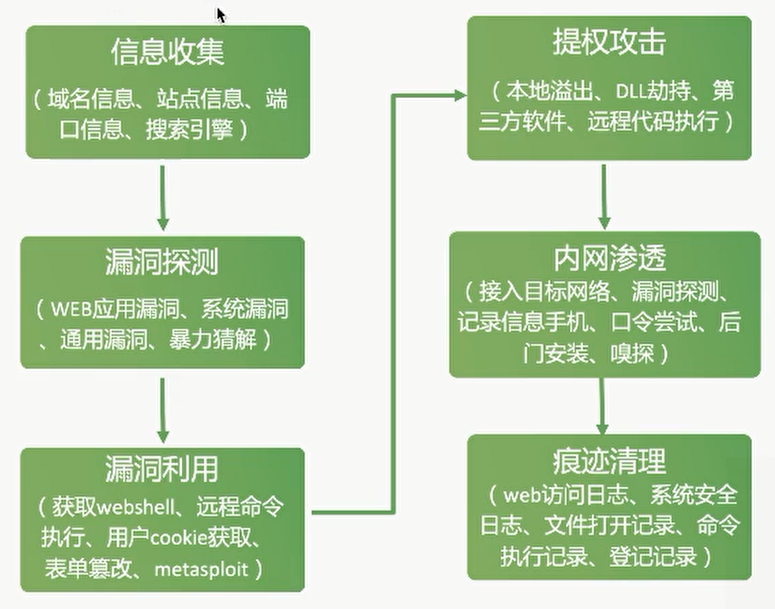 信息收集
（域名信息、站点信息、端
口信息、搜索引擎）
漏洞探测
（WEB应用漏洞、系统漏洞
、通用漏洞、暴力猜解）
漏洞利用
（获取webshell、远程命令
执行、用户cookie获取、
表单篡改、metasploit）
提权攻击
（本地溢出、DLL劫持、第
三方软件、远程代码执行）
内网渗透
（接入目标网络、漏洞探测、
记录信息手机、口令尝试、后
门安装、嗅探）
痕迹清理
（web访问日志、系统安全
日志、文件打开记录、命令
执行记录、登记记录）